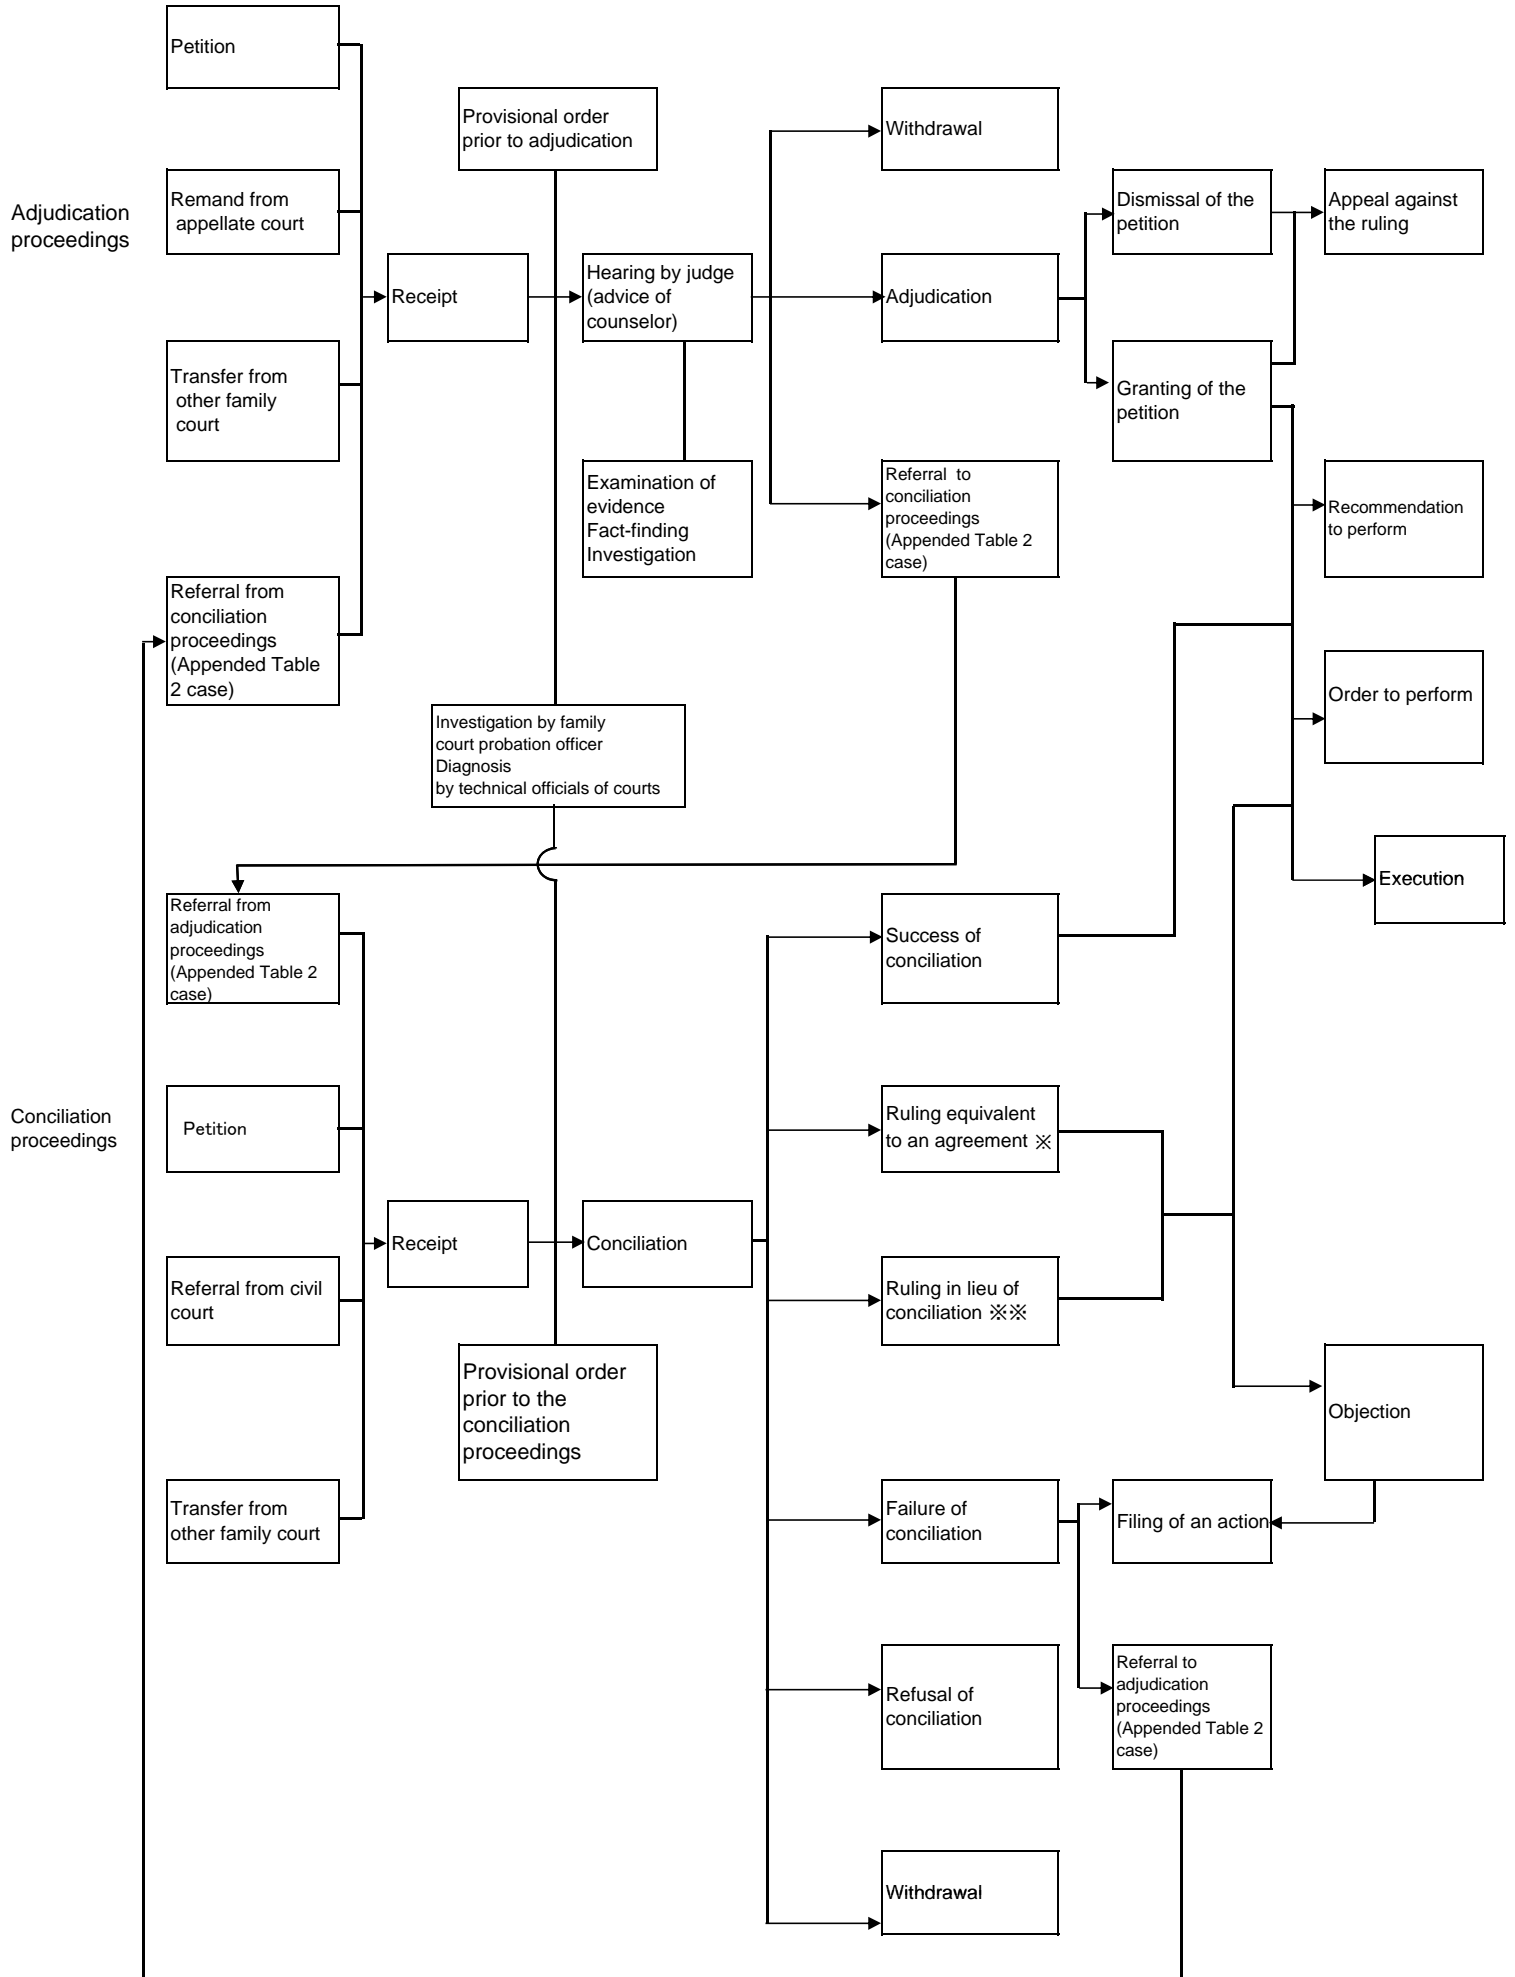 Petition
Provisional order
prior to adjudication
Withdrawal
Adjudication
proceedings
Remand from
appellate court
Dismissal of the
petition
Appeal against
the ruling
Receipt
Hearing by judge
(advice of
counselor)
Adjudication
Transfer from
other family
court
Granting of the
petition
Examination of
evidence
Fact-finding
Investigation
Referral to
conciliation
proceedings
(Appended Table 2
case)
Recommendation
to perform
Referral from
conciliation
proceedings
(Appended Table
2 case)
Order to perform
Investigation by family
court probation officer
Diagnosis
by technical officials of courts
Execution
Referral from
adjudication
proceedings
(Appended Table 2
case)
Success of
conciliation
Conciliation
proceedings
Petition
Ruling equivalent
to an agreement ※
Receipt
Conciliation
Referral from civil
court
Ruling in lieu of
conciliation ※※
Provisional order
prior to the
conciliation
proceedings
Objection
Transfer from
other family court
Failure of
conciliation
Filing of an action
Refusal of
conciliation
Referral to
adjudication
proceedings
(Appended Table 2
case)
Withdrawal